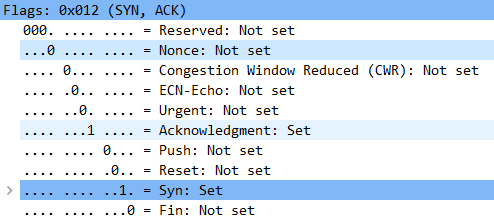 Flags: 0x012 (SYN, ACK)
000. .... .... = Reserved: Not set
...0 .... .... = Nonce: Not set
.... 0... .... = Congestion Window Reduced (CWR): Not set
.... .0.. .... = ECN-Echo: Not set
.... ..0. .... = Urgent: Not set
.... ...1 .... = Acknowledgment: Set
.... .... 0... = Push: Not set
.... .... .0.. = Reset: Not set
.... .... ..1. = Syn: Set
.... .... ...0 = Fin: Not set